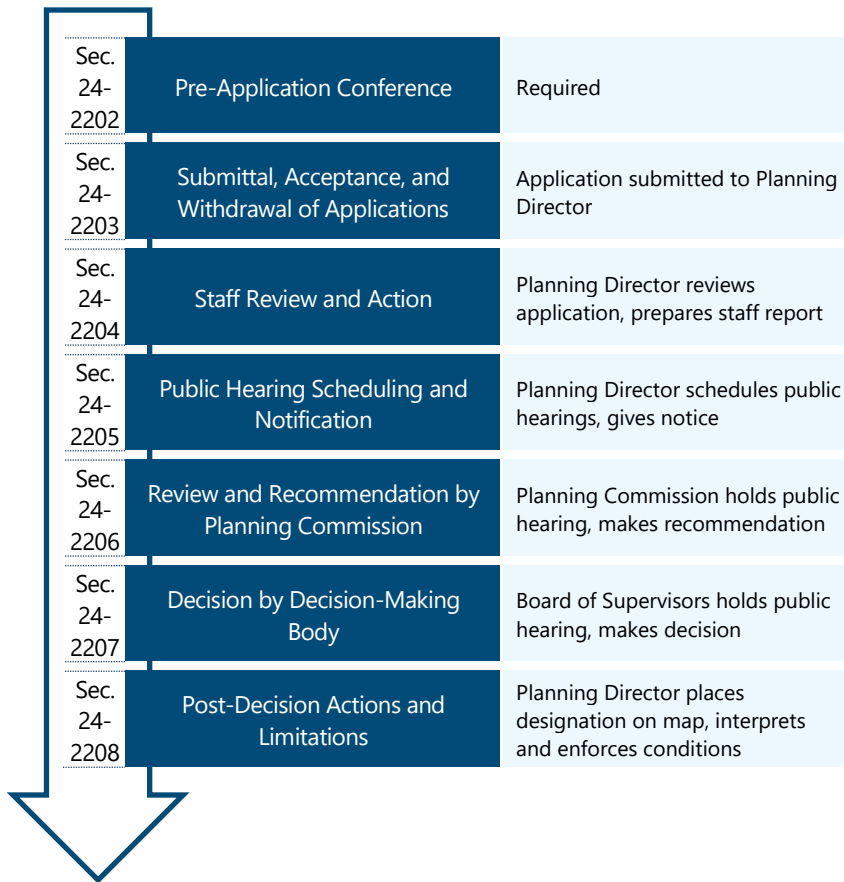 Sec.
24-
2202
Pre-Application Conference
Required
Sec.
24-
2203
Submittal, Acceptance, and
Withdrawal of Applications
Application submitted to Planning
Director
Sec.
24-
2204
Staff Review and Action
Planning Director reviews
application, prepares staff report
Sec.
24-
2205
Public Hearing Scheduling and
Notification
Planning Director schedules public
hearings, gives notice
Sec.
24-
2206
Review and Recommendation by
Planning Commission
Planning Commission holds public
hearing, makes recommendation
Sec.
24-
2207
Decision by Decision-Making
Body
Board of Supervisors holds public
hearing, makes decision
Sec.
24-
2208
Post-Decision Actions and
Limitations
Planning Director places
designation on map, interprets
and enforces conditions